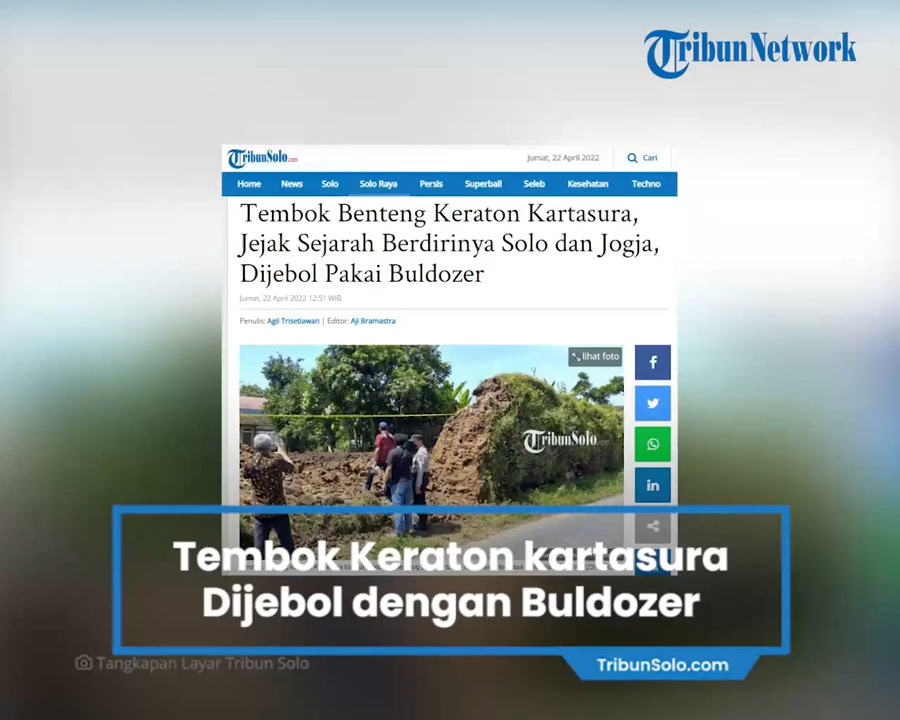 TribunNetwork
TribunSolo.com
Jumat, 22 April 2022
Cari
Home News Solo Solo Raya Persis Superball Seleb Kesehatan Techno
Tembok Benteng Keraton Kartasura,
Jejak Sejarah Berdirinya Solo dan Jogja,
Dijebol Pakai Buldozer
Jumat, 22 April 2022 12:51 WIB
Penulis: Agil Trisetiawan | Editor: Aji Bramastra
lihat foto
TribunSolo
Tembok Keraton kartasura
Dijebol dengan Buldozer
Tangkapan Layar Tribun Solo
TribunSolo.com